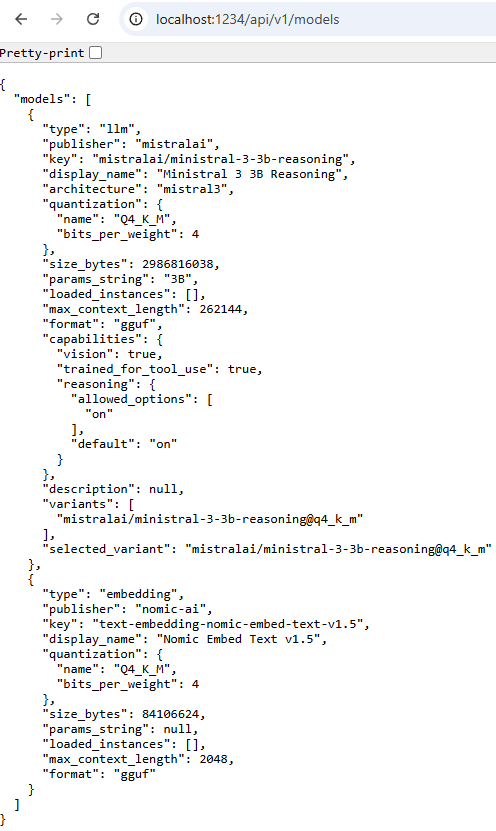 localhost:1234/api/v1/models
Pretty-print
{
  "models": [
    {
      "type": "llm",
      "publisher": "mistralai",
      "key": "mistralai/ministral-3-3b-reasoning",
      "display_name": "Ministral 3 3B Reasoning",
      "architecture": "mistral3",
      "quantization": {
        "name": "Q4_K_M",
        "bits_per_weight": 4
      },
      "size_bytes": 2986816038,
      "params_string": "3B",
      "loaded_instances": [],
      "max_context_length": 262144,
      "format": "gguf",
      "capabilities": {
        "vision": true,
        "trained_for_tool_use": true,
        "reasoning": {
          "allowed_options": [
            "on"
          ],
          "default": "on"
        }
      },
      "description": null,
      "variants": [
        "mistralai/ministral-3-3b-reasoning@q4_k_m"
      ],
      "selected_variant": "mistralai/ministral-3-3b-reasoning@q4_k_m"
    },
    {
      "type": "embedding",
      "publisher": "nomic-ai",
      "key": "text-embedding-nomic-embed-text-v1.5",
      "display_name": "Nomic Embed Text v1.5",
      "quantization": {
        "name": "Q4_K_M",
        "bits_per_weight": 4
      },
      "size_bytes": 84106624,
      "params_string": null,
      "loaded_instances": [],
      "max_context_length": 2048,
      "format": "gguf"
    }
  ]
}